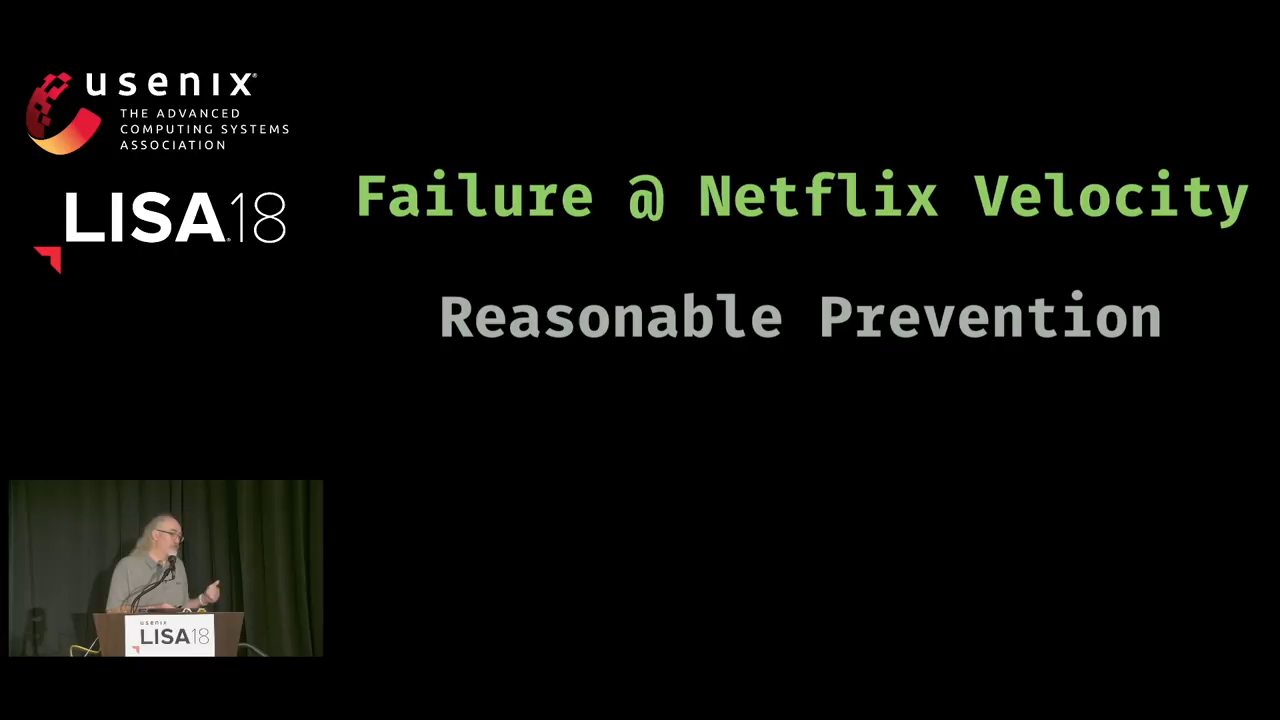 usenix®
THE ADVANCED
COMPUTING SYSTEMS
ASSOCIATION
LISA18
Failure @ Netflix Velocity
Reasonable Prevention
usenix
LISA18